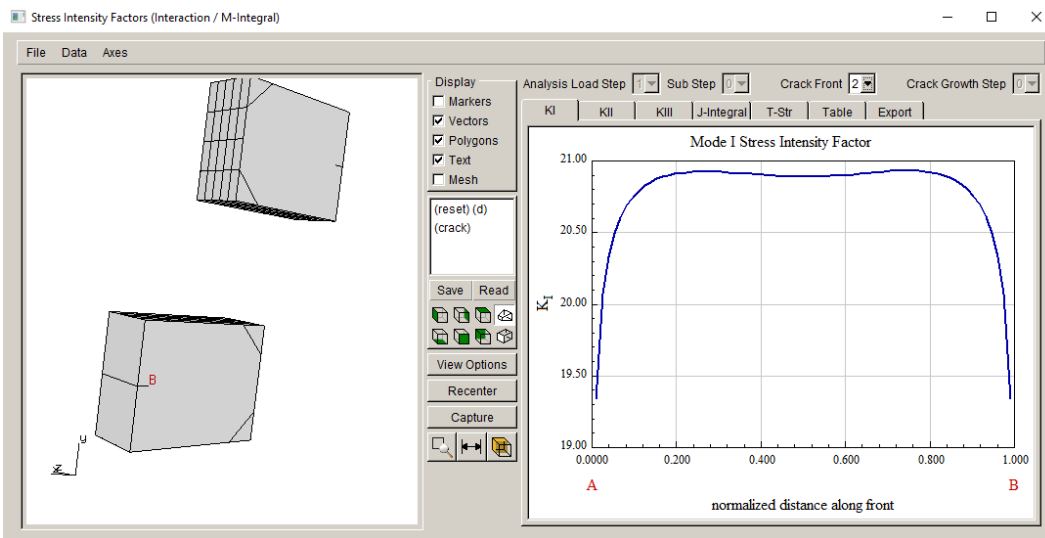 Stress Intensity Factors (Interaction / M-Integral)
File Data Axes
B
y
z
Display
Markers
Vectors
Polygons
Text
Mesh
(reset) (d)
(crack)
Save Read
View Options
Recenter
Capture
Analysis Load Step 1 Sub Step 0 Crack Front 2 Crack Growth Step 0
KI KII KIII J-Integral T-Str Table Export
Mode I Stress Intensity Factor
21.00
20.50
20.00
19.50
19.00
KI
0.0000 0.200 0.400 0.600 0.800 1.000
A B
normalized distance along front